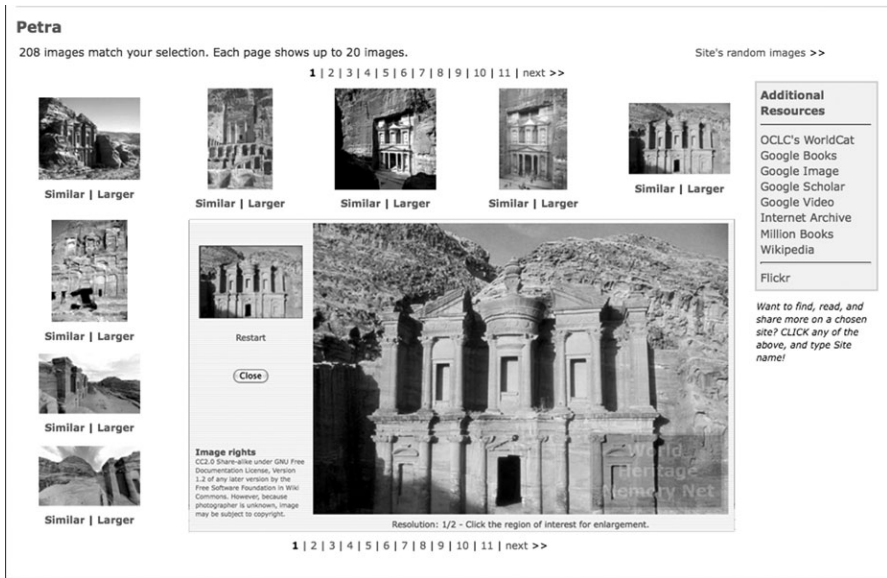 Petra
208 images match your selection. Each page shows up to 20 images.
Site's random images >>
1 | 2 | 3 | 4 | 5 | 6 | 7 | 8 | 9 | 10 | 11 | next >>
Similar | Larger
Similar | Larger
Similar | Larger
Similar | Larger
Similar | Larger
Additional
Resources
OCLC's WorldCat
Google Books
Google Image
Google Scholar
Google Video
Internet Archive
Million Books
Wikipedia
Flickr
Want to find, read, and
share more on a chosen
site? CLICK any of the
above, and type Site
name!
Similar | Larger
Similar | Larger
Similar | Larger
Restart
Close
Image rights
CC2.0 Share-alike under GNU Free
Documentation License, Version
1.2 of any later version by the
Free Software Foundation in Wiki
Commons. However, because
photographer is unknown, image
may be subject to copyright.
World
Heritage
Memory Net
Resolution: 1/2 - Click the region of interest for enlargement.
1 | 2 | 3 | 4 | 5 | 6 | 7 | 8 | 9 | 10 | 11 | next >>